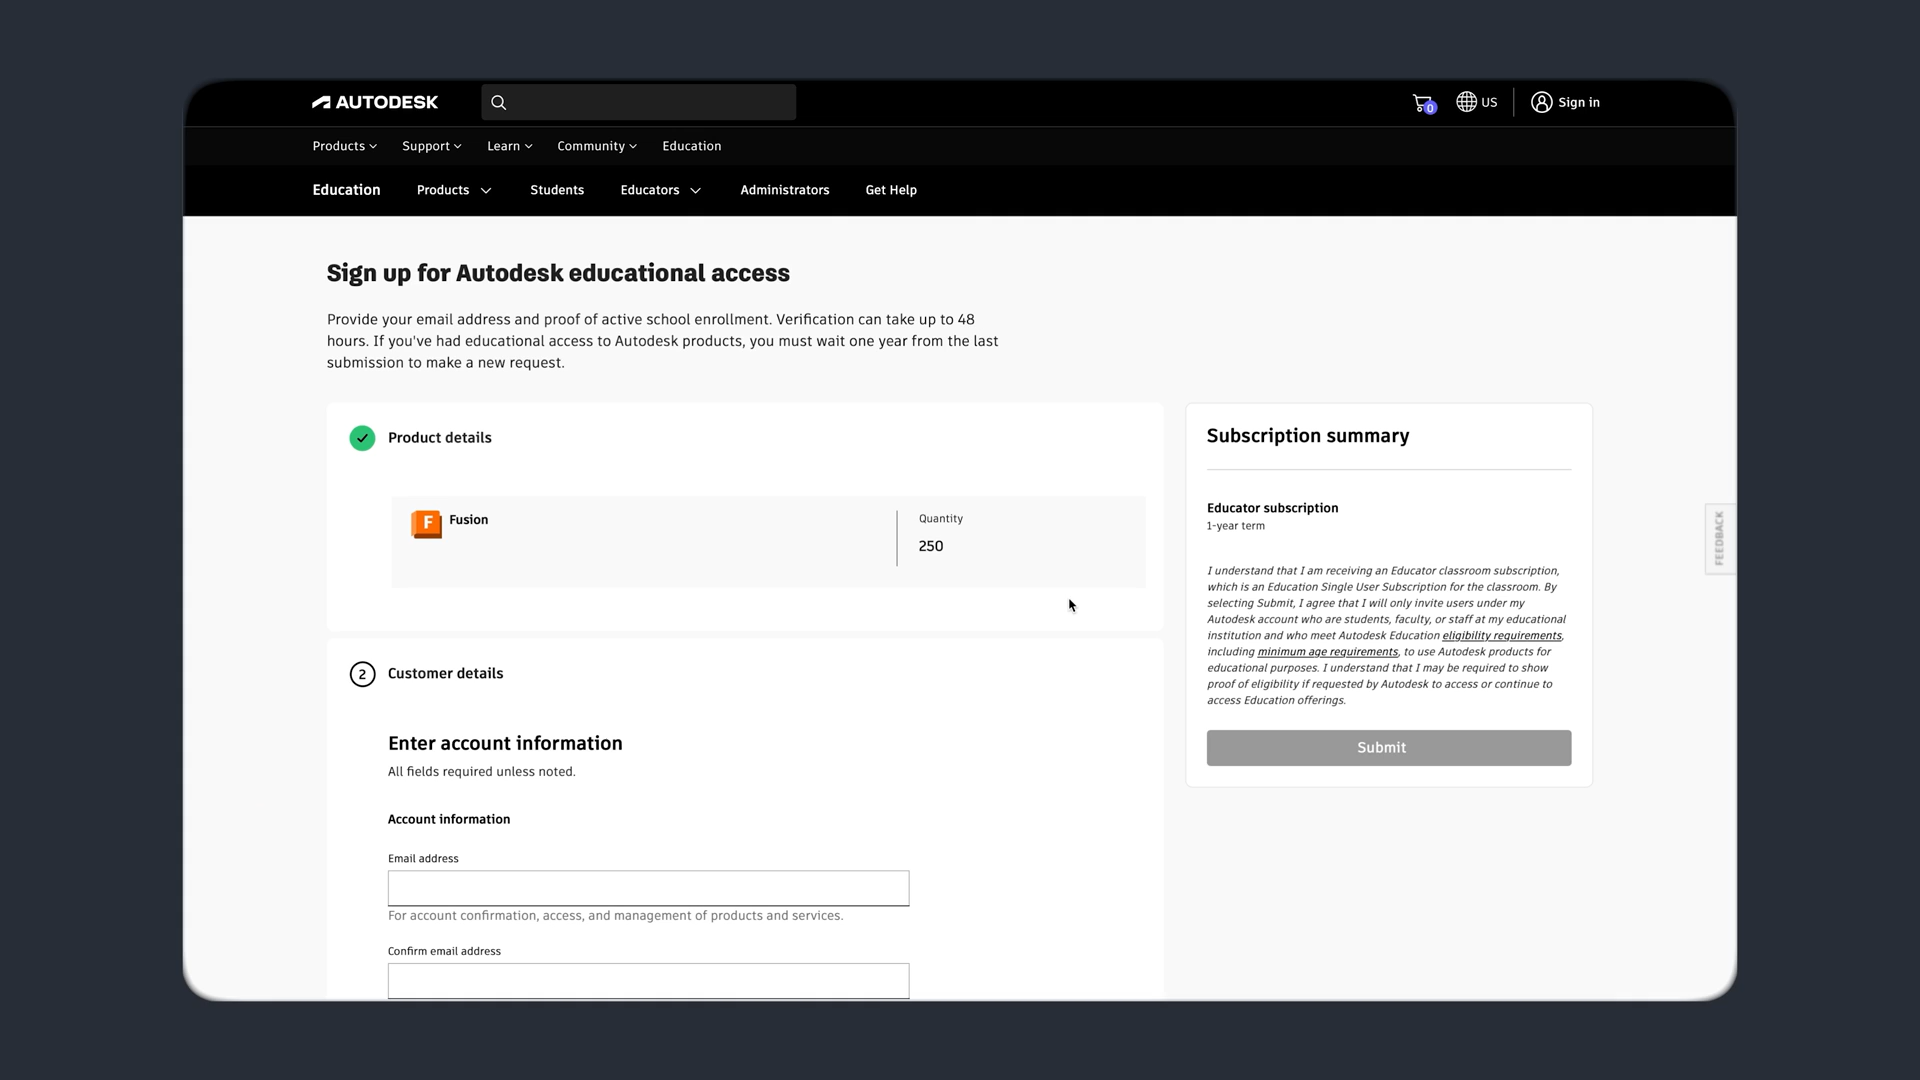 AUTODESK
0
US
Sign in
Products
Support
Learn
Community
Education
Education
Products
Students
Educators
Administrators
Get Help
Sign up for Autodesk educational access
Provide your email address and proof of active school enrollment. Verification can take up to 48
hours. If you've had educational access to Autodesk products, you must wait one year from the last
submission to make a new request.
Product details
F
Fusion
Quantity
250
2
Customer details
Enter account information
All fields required unless noted.
Account information
Email address
For account confirmation, access, and management of products and services.
Confirm email address
Subscription summary
Educator subscription
1-year term
I understand that I am receiving an Educator classroom subscription,
which is an Education Single User Subscription for the classroom. By
selecting Submit, I agree that I will only invite users under my
Autodesk account who are students, faculty, or staff at my educational
institution and who meet Autodesk Education eligibility requirements,
including minimum age requirements, to use Autodesk products for
educational purposes. I understand that I may be required to show
proof of eligibility if requested by Autodesk to access or continue to
access Education offerings.
Submit
FEEDBACK